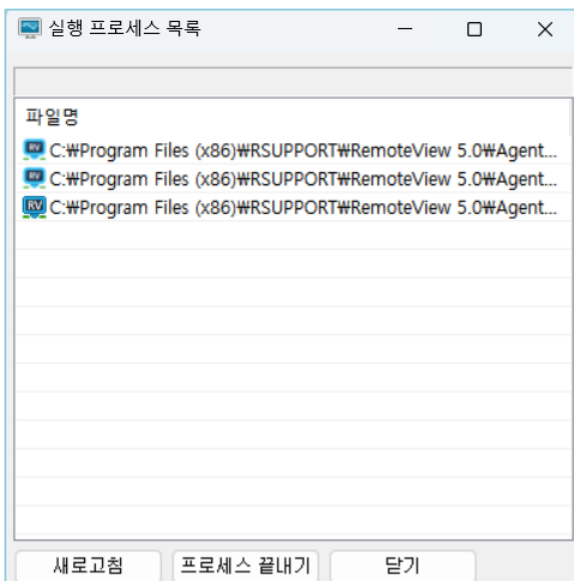 실행 프로세스 목록
파일명
C:₩Program Files (x86)₩RSUPPORT₩RemoteView 5.0₩Agent...
C:₩Program Files (x86)₩RSUPPORT₩RemoteView 5.0₩Agent...
RV C:₩Program Files (x86)₩RSUPPORT₩RemoteView 5.0₩Agent...
새로고침 프로세스 끝내기 닫기